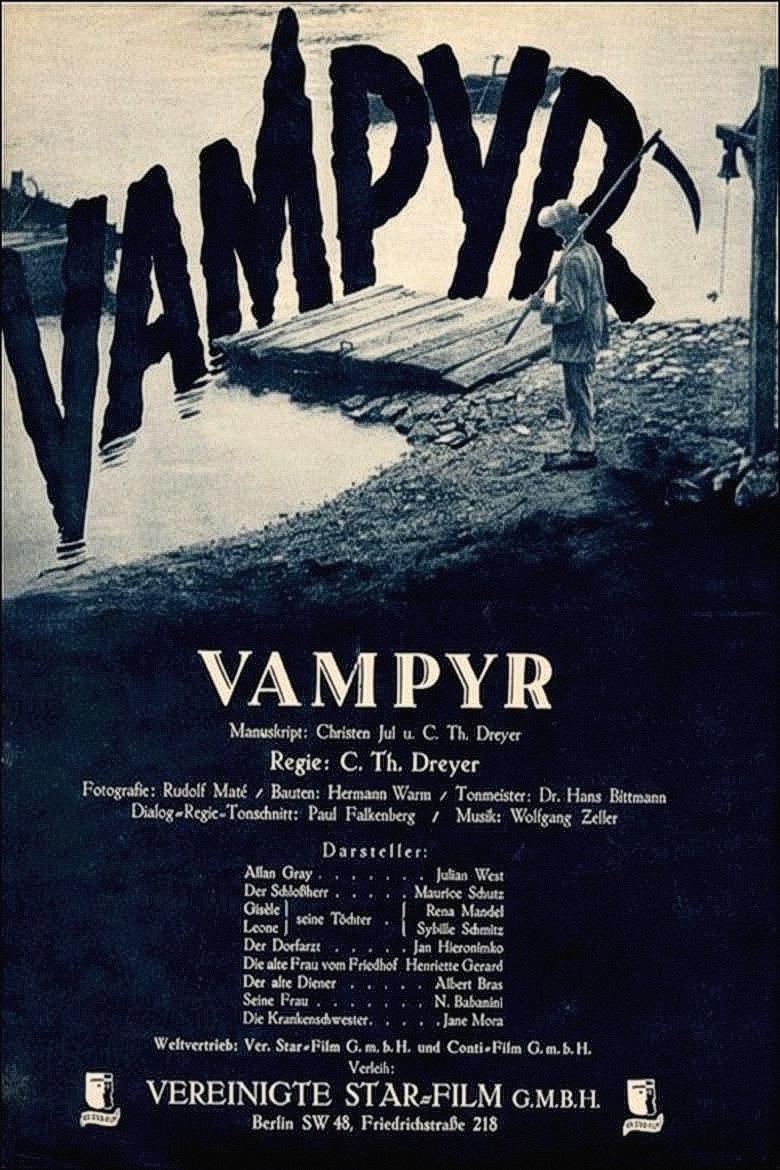 VAMPYR
VAMPYR
Manuskript: Christen Jul u. C. Th. Dreyer
Regie: C. Th. Dreyer
Fotografie: Rudolf Maté / Bauten: Hermann Warm / Tonmeister: Dr. Hans Bittmann
Dialog=Regie=Tonschnitt: Paul Falkenberg / Musik: Wolfgang Zeller
Darsteller:
Allan Gray . . . . . . . Julian West
Der Schloßherr . . . . . Maurice Schutz
Gisèle } seine Töchter . { Rena Mandel
Leone } { Sybille Schmitz
Der Dorfarzt . . . . . Jan Hieronimko
Die alte Frau vom Friedhof Henriette Gerard
Der alte Diener . . . . . . Albert Bras
Seine Frau . . . . . . . N. Babanini
Die Krankenschwester. . . . . Jane Mora
Weltvertrieb: Ver. Star=Film G. m. b. H. und Conti=Film G. m. b. H.
Verleih:
VEREINIGTE STAR=FILM G.M.B.H.
Berlin SW 48, Friedrichstraße 218